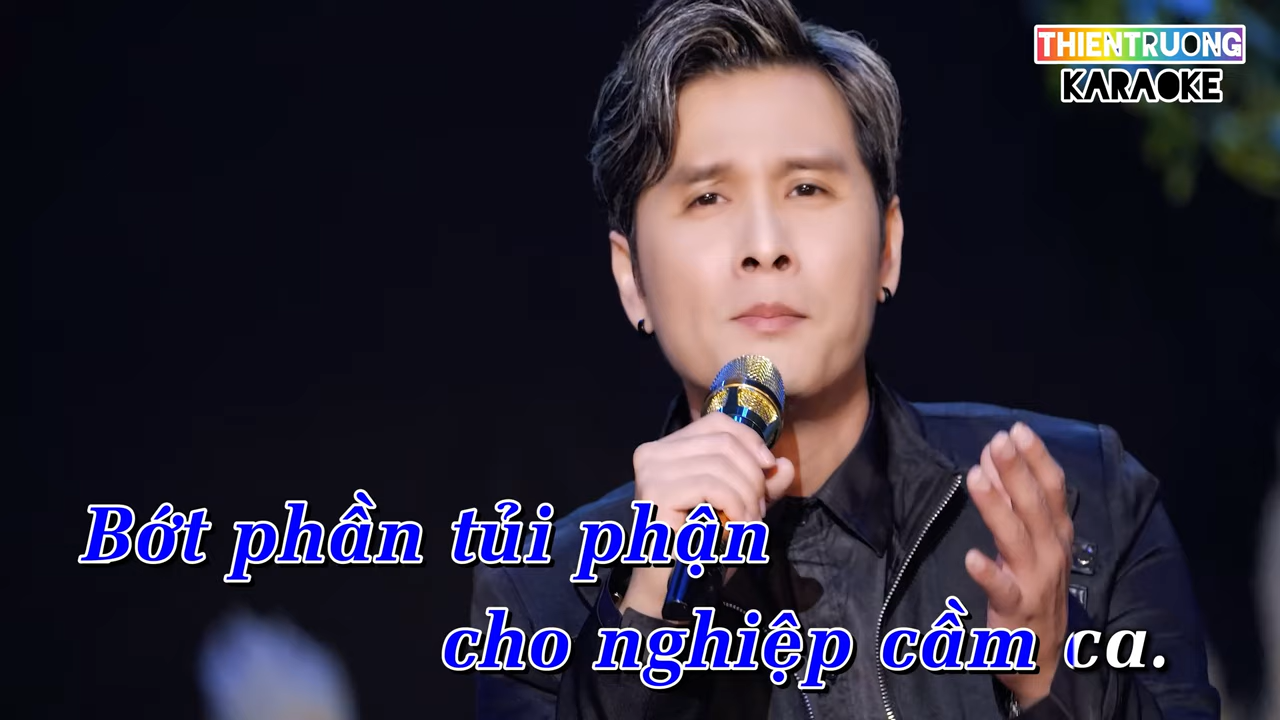 THIENTRUONG
KARAOKE
Bớt phần tủi phận
cho nghiệp cầm ca.